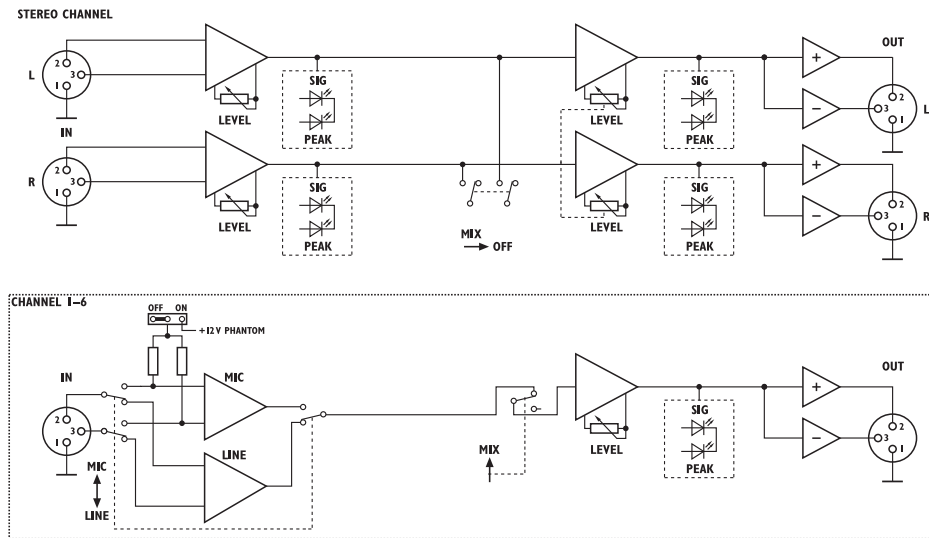 STEREO CHANNEL
OUT
2
L 3
1
IN
LEVEL
SIG
PEAK
LEVEL
SIG
PEAK
+
−
2
3 L
1
2
R 3
1
LEVEL
SIG
PEAK
MIX
OFF
LEVEL
SIG
PEAK
+
−
2
3 R
1
CHANNEL 1–6
OFF ON
+12V PHANTOM
IN
2
3
1
MIC
LINE
MIC
LINE
MIX
LEVEL
SIG
PEAK
+
−
OUT
2
3
1